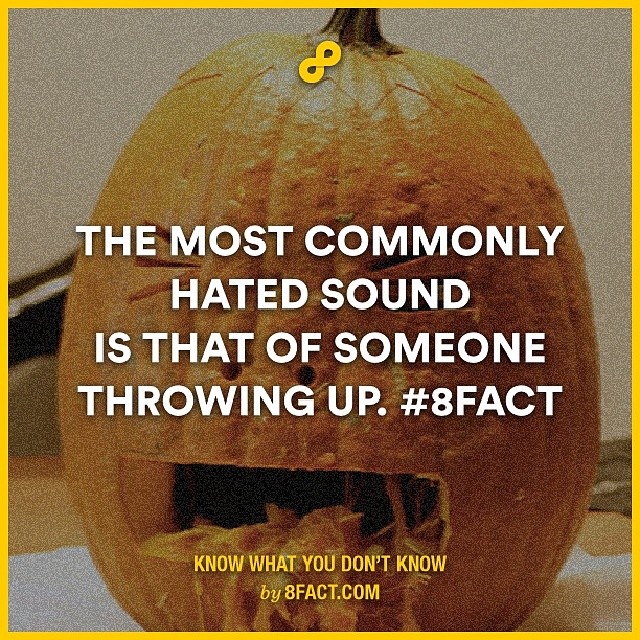 THE MOST COMMONLY
HATED SOUND
IS THAT OF SOMEONE
THROWING UP. #8FACT
KNOW WHAT YOU DON'T KNOW
by 8FACT.COM